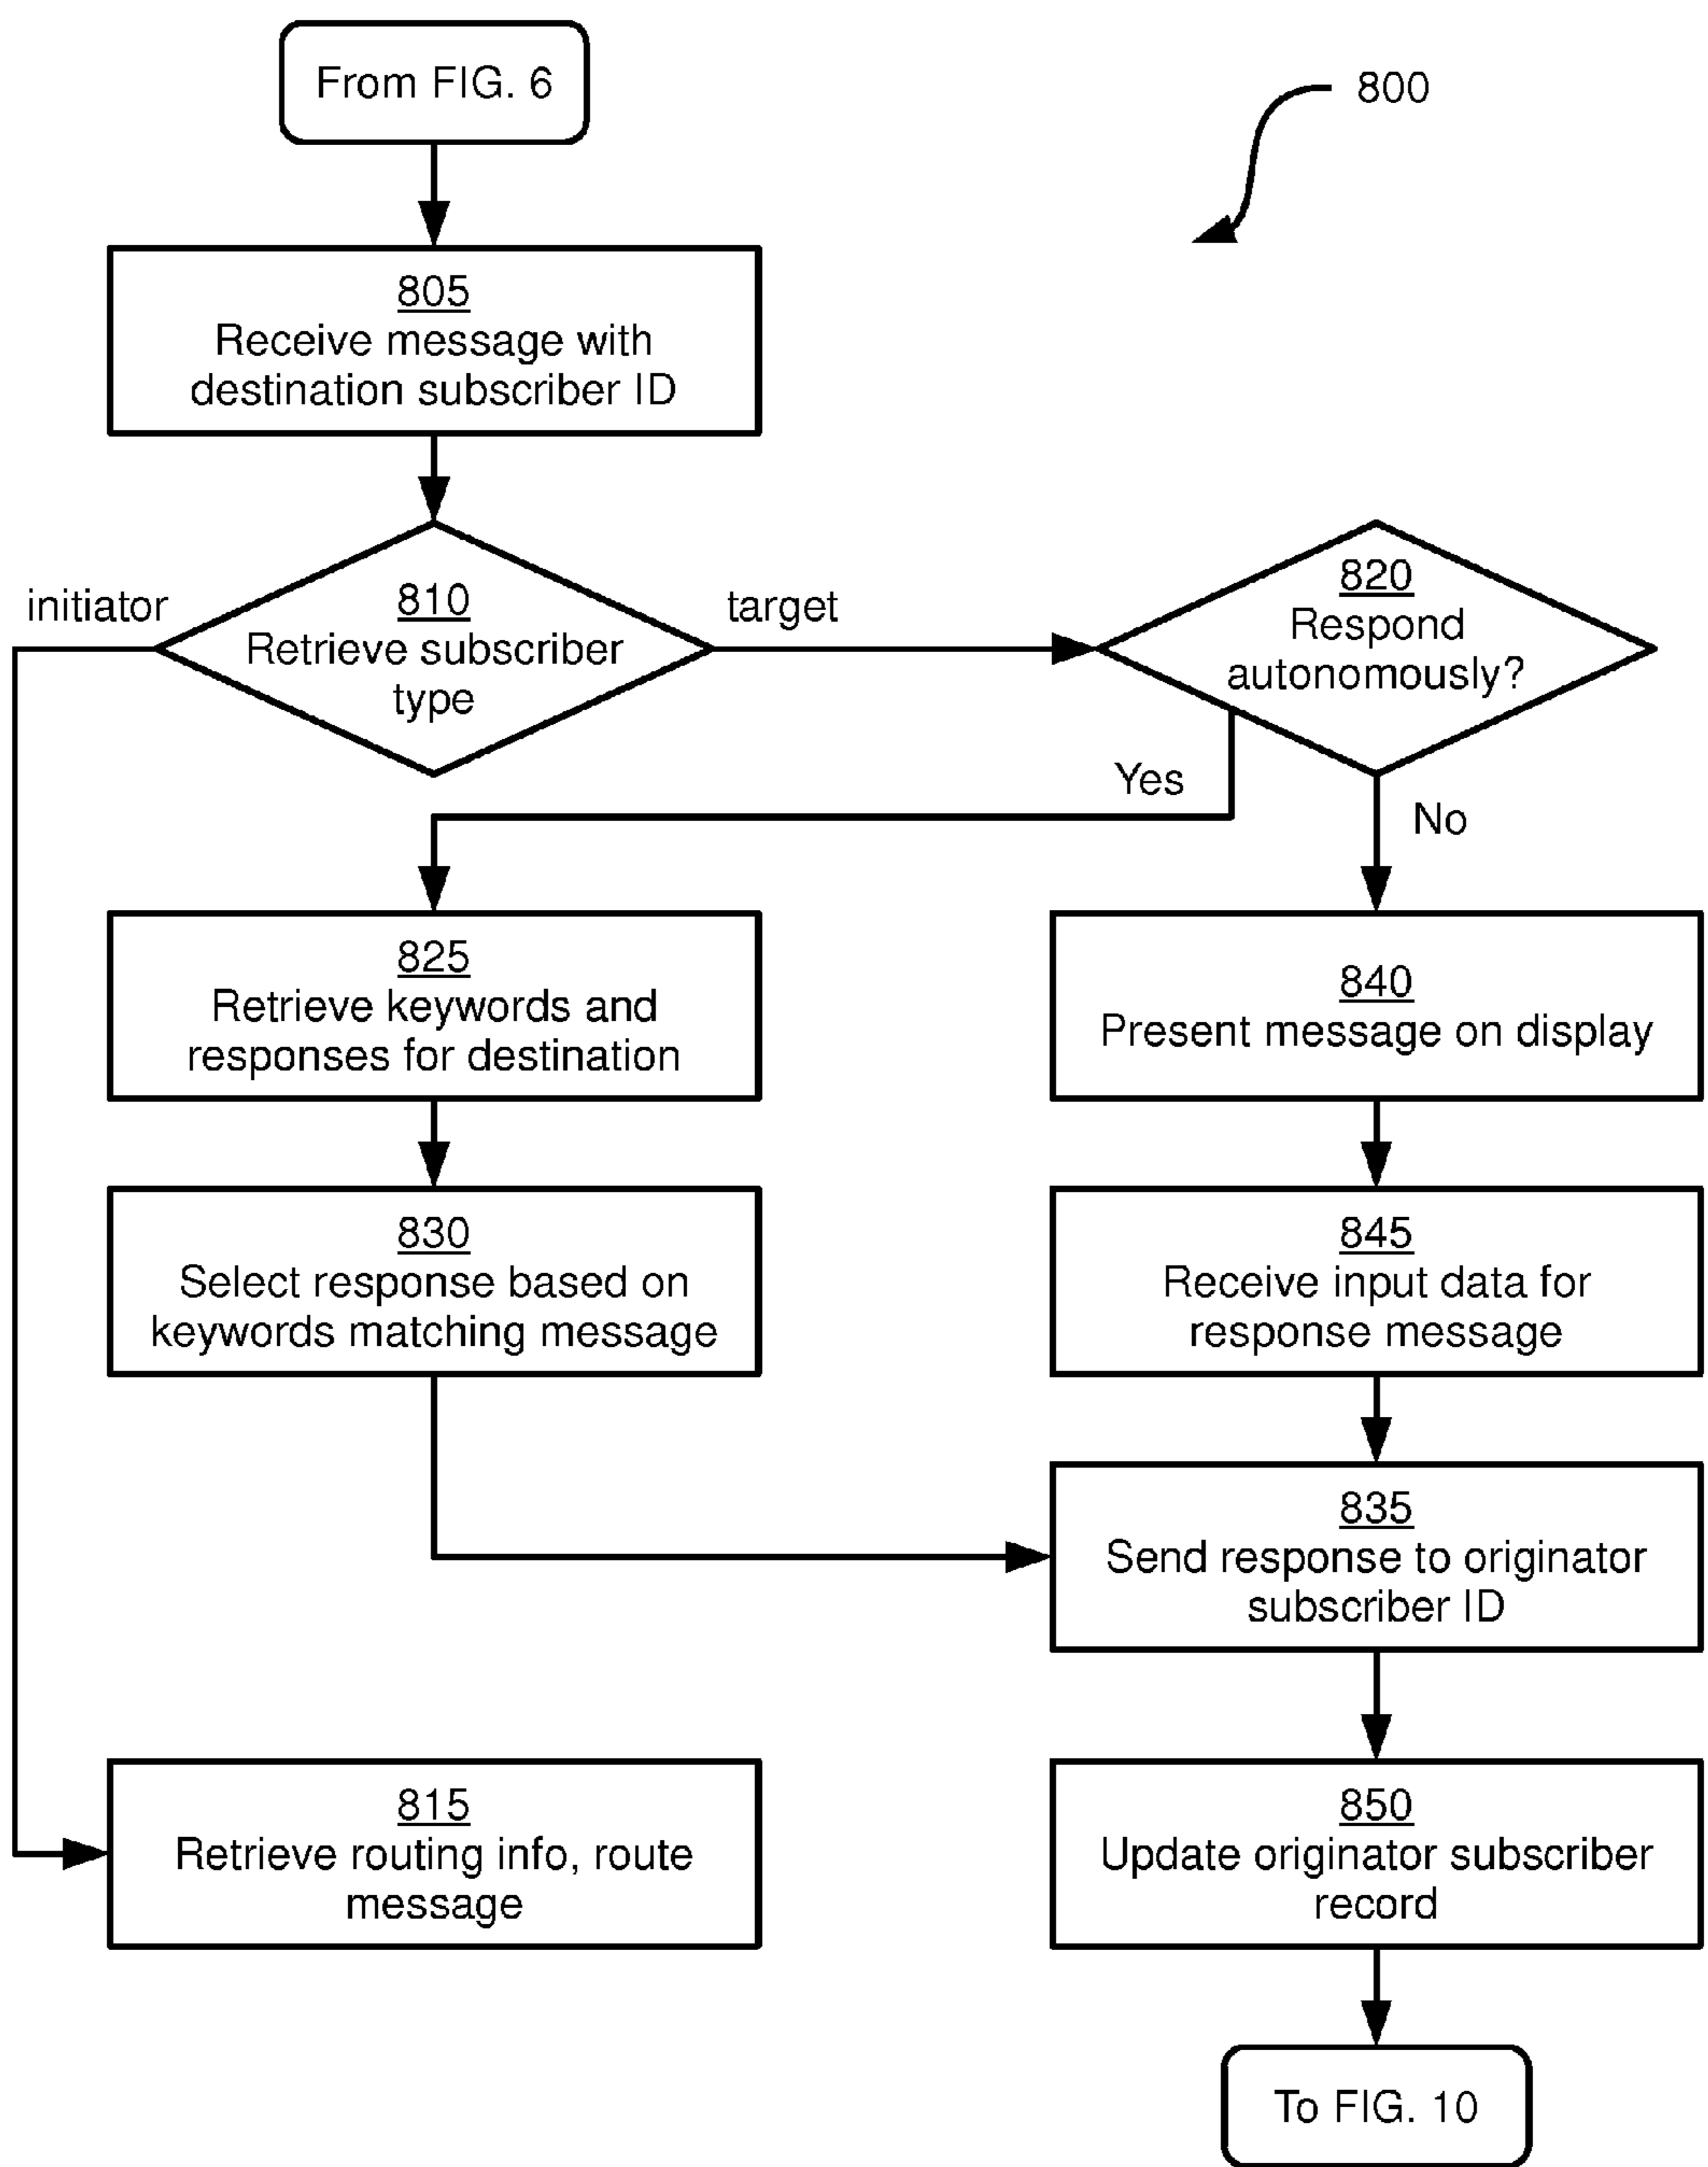 From FIG. 6
800
805
Receive message with
destination subscriber ID
initiator
810
Retrieve subscriber
type
target
820
Respond
autonomously?
Yes
No
825
Retrieve keywords and
responses for destination
840
Present message on display
830
Select response based on
keywords matching message
845
Receive input data for
response message
835
Send response to originator
subscriber ID
815
Retrieve routing info, route
message
850
Update originator subscriber
record
To FIG. 10